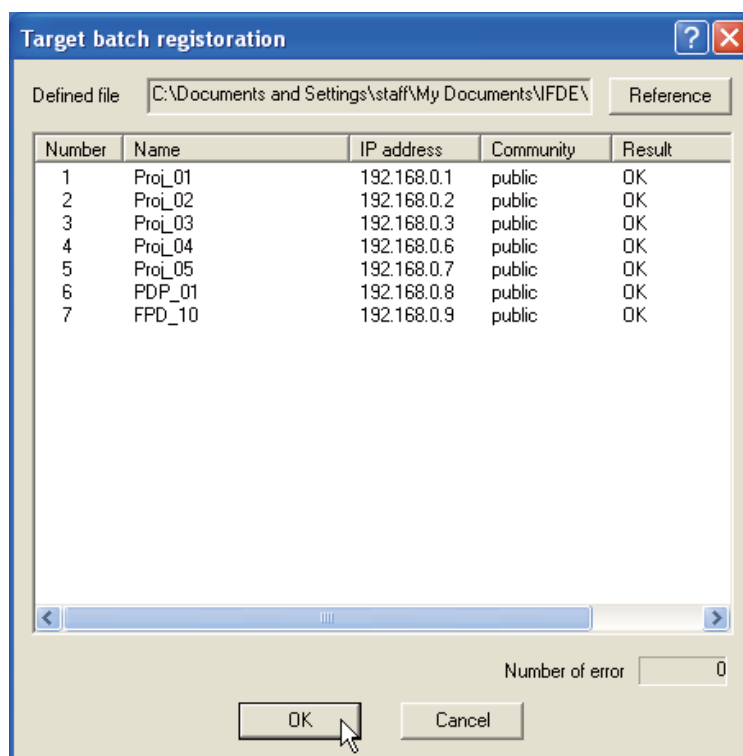 Target batch registoration
Defined file C:\Documents and Settings\staff\My Documents\IFDE\ Reference
Number Name IP address Community Result
1 Proj_01 192.168.0.1 public OK
2 Proj_02 192.168.0.2 public OK
3 Proj_03 192.168.0.3 public OK
4 Proj_04 192.168.0.6 public OK
5 Proj_05 192.168.0.7 public OK
6 PDP_01 192.168.0.8 public OK
7 FPD_10 192.168.0.9 public OK
Number of error 0
OK Cancel